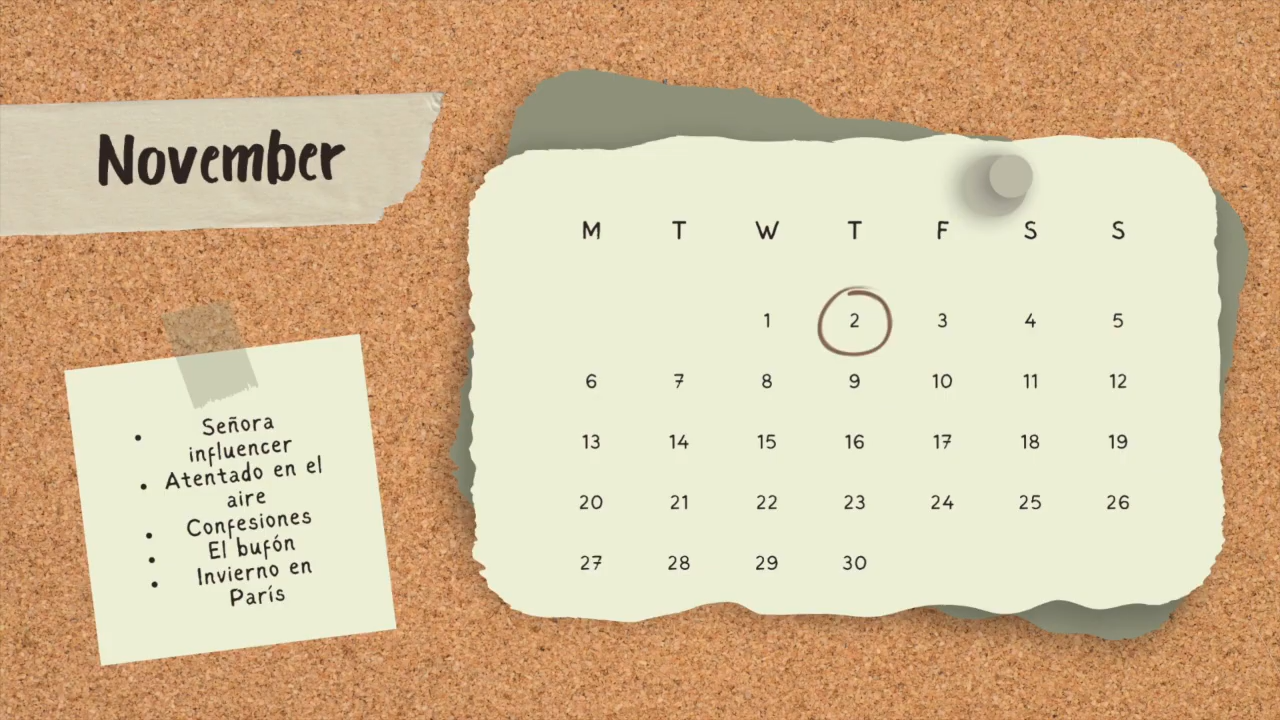 November
M T W T F S S
1 2 3 4 5
6 7 8 9 10 11 12
13 14 15 16 17 18 19
20 21 22 23 24 25 26
27 28 29 30
• Señora
influencer
• Atentado en el
aire
• Confesiones
• El bufón
• Invierno en
París